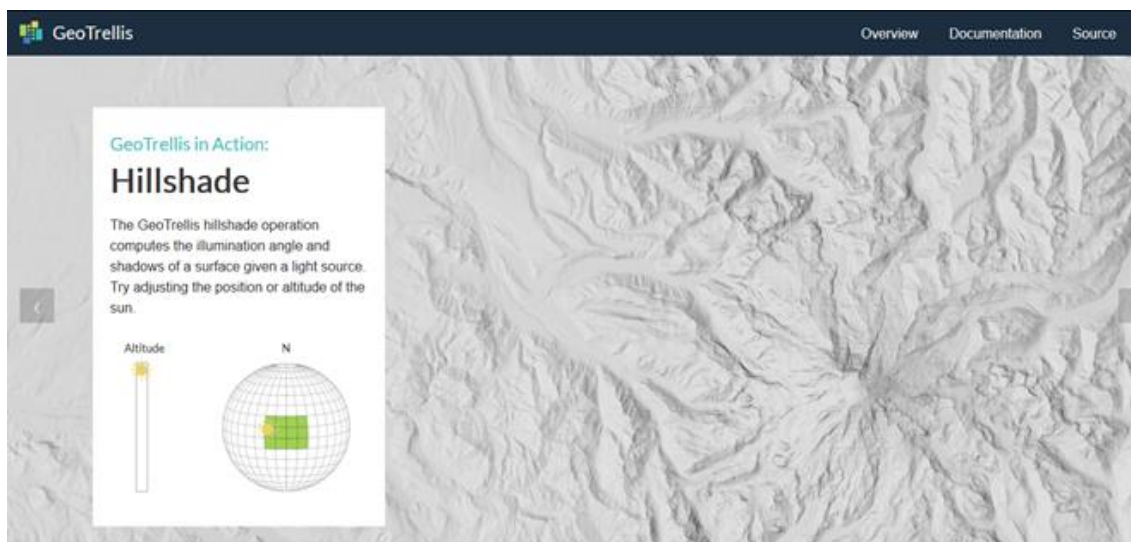 GeoTrellis
Overview Documentation Source
GeoTrellis in Action:
Hillshade
The GeoTrellis hillshade operation
computes the illumination angle and
shadows of a surface given a light source.
Try adjusting the position or altitude of the
sun.
Altitude
N